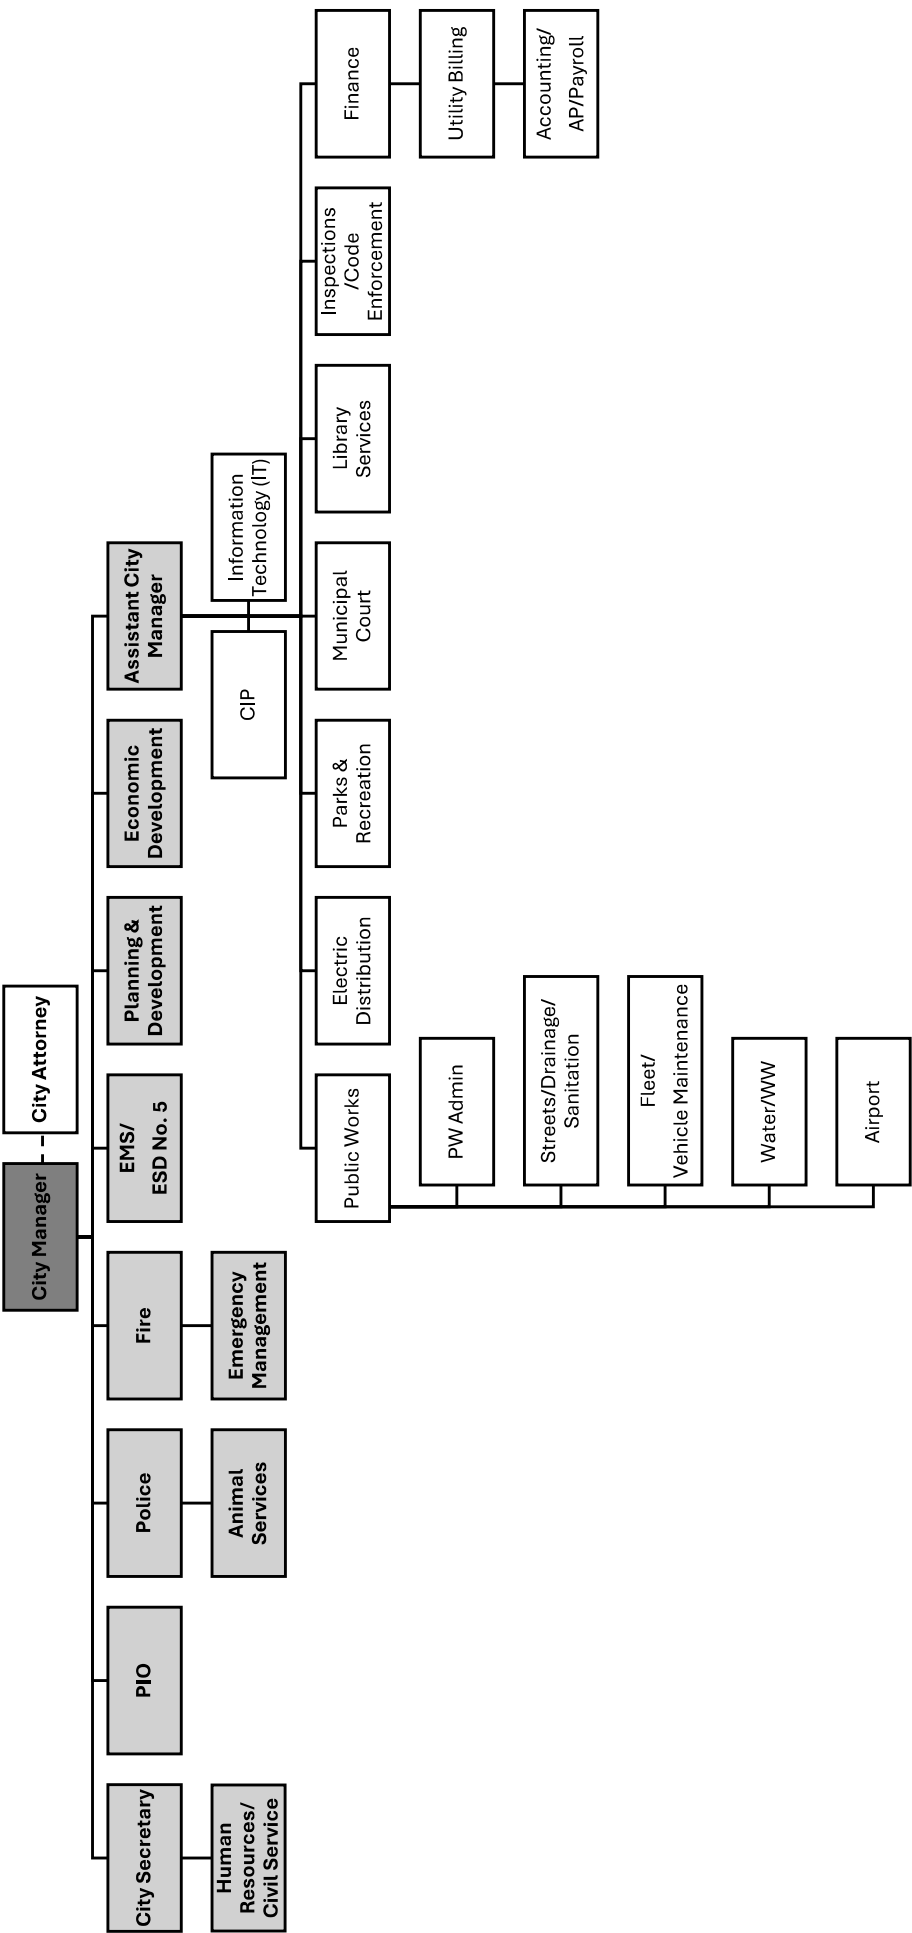 City Manager
City Attorney
City Secretary
PIO
Police
Fire
EMS/
ESD No. 5
Planning &
Development
Economic
Development
Assistant City
Manager
Human
Resources/
Civil Service
Animal
Services
Emergency
Management
CIP
Information
Technology (IT)
Public Works
Electric
Distribution
Parks &
Recreation
Municipal
Court
Library
Services
Inspections
/Code
Enforcement
Finance
PW Admin
Streets/Drainage/
Sanitation
Fleet/
Vehicle Maintenance
Water/WW
Airport
Utility Billing
Accounting/
AP/Payroll